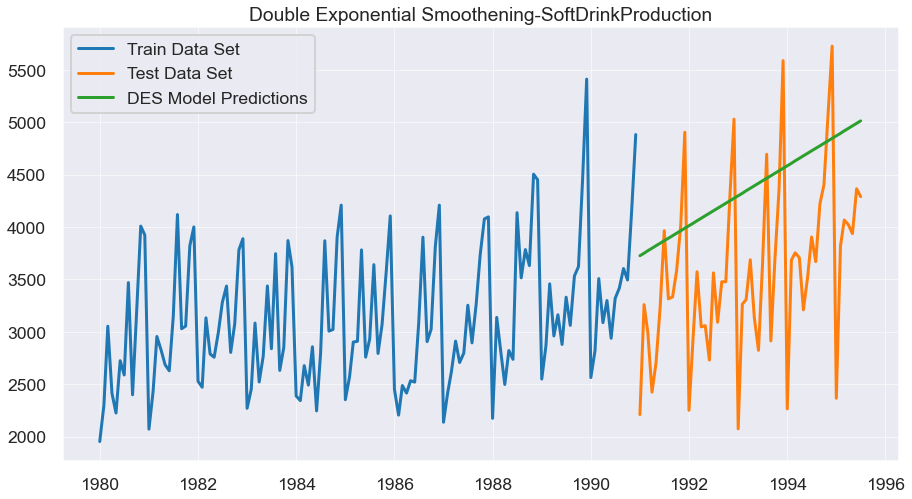 Double Exponential Smoothening-SoftDrinkProduction
Train Data Set
Test Data Set
DES Model Predictions
5500
5000
4500
4000
3500
3000
2500
2000
1980 1982 1984 1986 1988 1990 1992 1994 1996